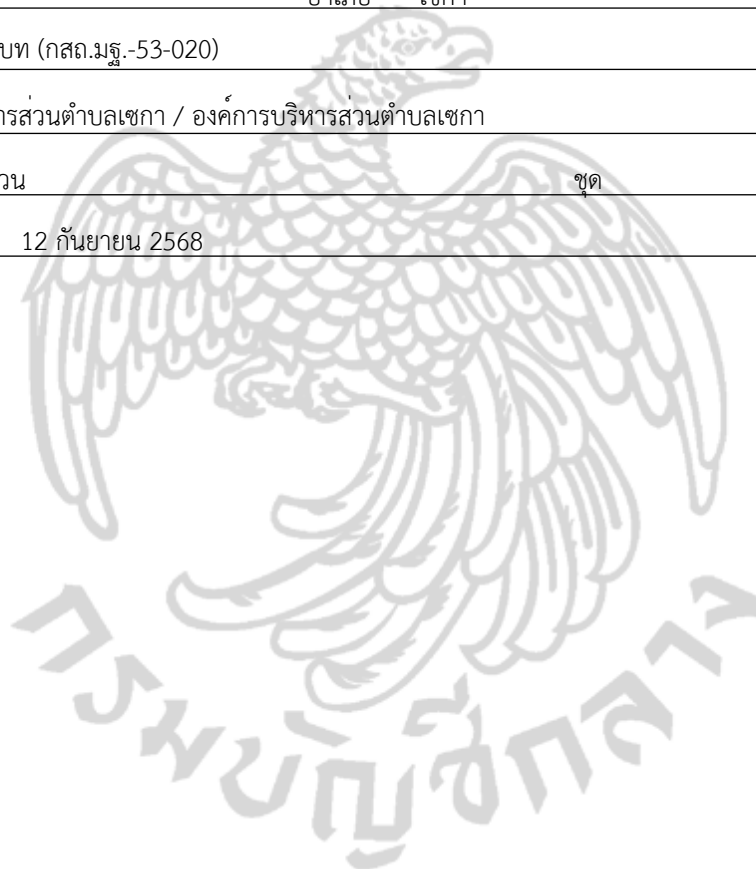 บท (กสถ.มฐ.-53-020)
ารส่วนตำบลเซกา / องค์การบริหารส่วนตำบลเซกา
วน ชุด
12 กันยายน 2568
กรมบัญชีกลาง